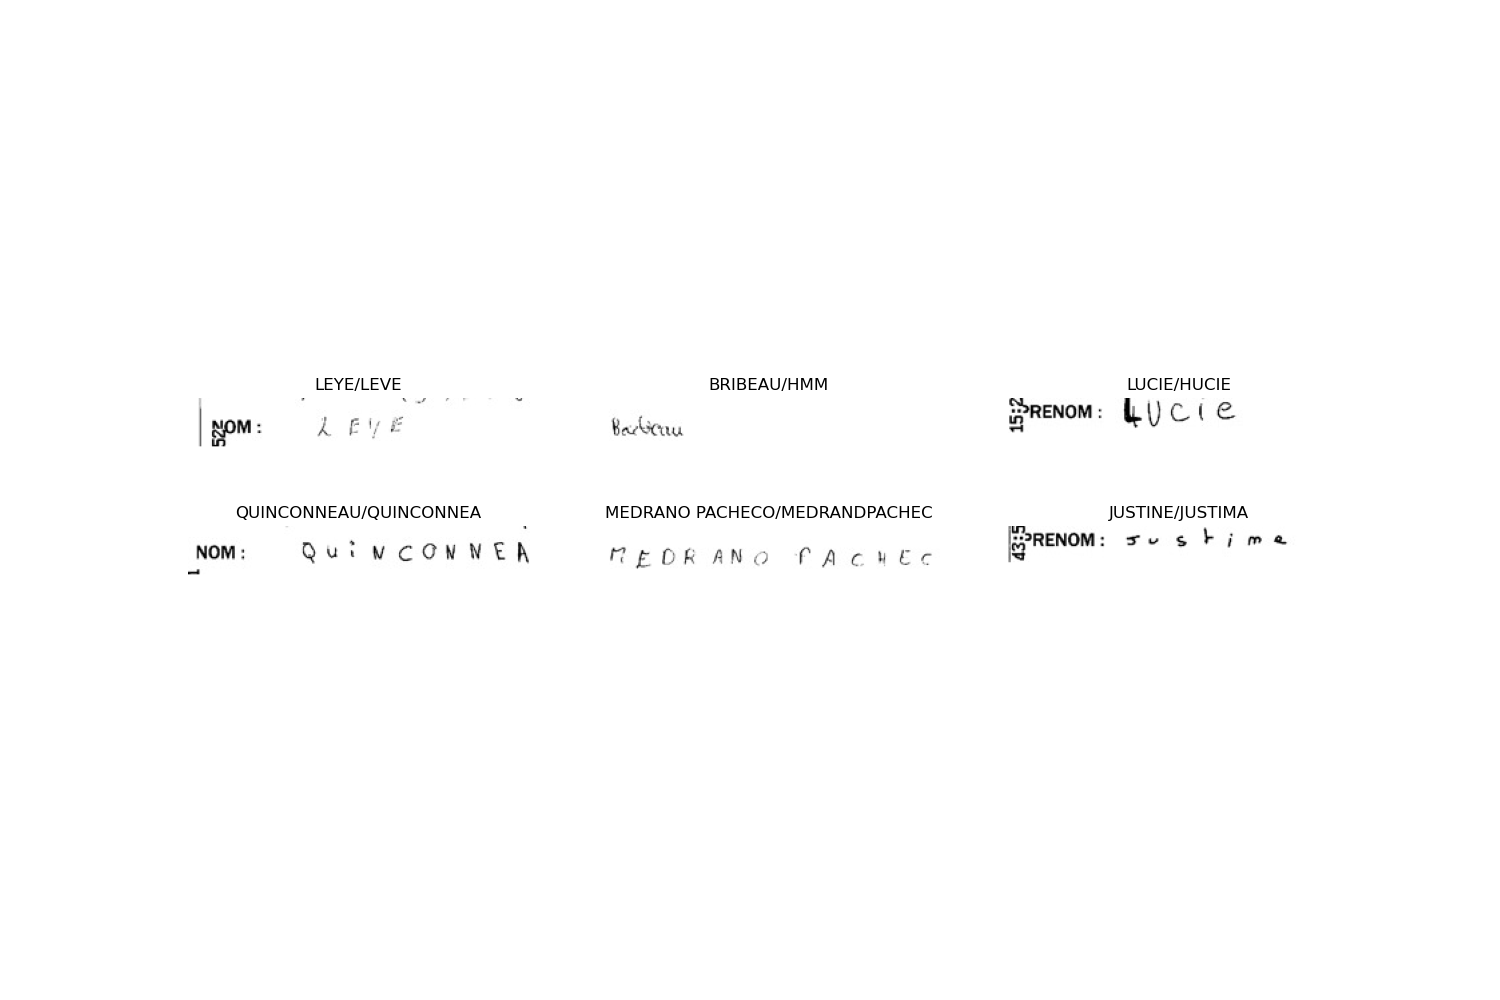 LEYE/LEVE BRIBEAU/HMM LUCIE/HUCIE
52 NOM : LEYE Barbeau 15:2 PRENOM : LUCie
QUINCONNEAU/QUINCONNEA MEDRANO PACHECO/MEDRANDPACHEC JUSTINE/JUSTIMA
1 NOM : QuiNCONNEA MEDRANO PACHEC 43:5 PRENOM : Justime